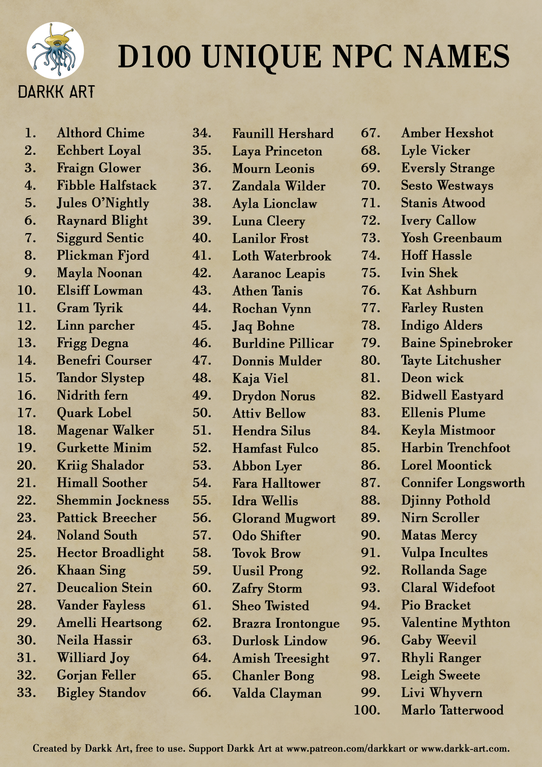 D100 UNIQUE NPC NAMES
DARKK ART
1. Althord Chime
2. Echbert Loyal
3. Fraign Glower
4. Fibble Halfstack
5. Jules O'Nightly
6. Raynard Blight
7. Siggurd Sentic
8. Plickman Fjord
9. Mayla Noonan
10. Elsiff Lowman
11. Gram Tyrik
12. Linn parcher
13. Frigg Degna
14. Benefri Courser
15. Tandor Slystep
16. Nidrith fern
17. Quark Lobel
18. Magenar Walker
19. Gurkette Minim
20. Kriig Shalador
21. Himall Soother
22. Shemmin Jockness
23. Pattick Breecher
24. Noland South
25. Hector Broadlight
26. Khaan Sing
27. Deucalion Stein
28. Vander Fayless
29. Amelli Heartsong
30. Neila Hassir
31. Williard Joy
32. Gorjan Feller
33. Bigley Standov
34. Faunill Hershard
35. Laya Princeton
36. Mourn Leonis
37. Zandala Wilder
38. Ayla Lionclaw
39. Luna Cleery
40. Lanilor Frost
41. Loth Waterbrook
42. Aaranoc Leapis
43. Athen Tanis
44. Rochan Vynn
45. Jaq Bohne
46. Burldine Pillicar
47. Donnis Mulder
48. Kaja Viel
49. Drydon Norus
50. Attiv Bellow
51. Hendra Silus
52. Hamfast Fulco
53. Abbon Lyer
54. Fara Halltower
55. Idra Wellis
56. Glorand Mugwort
57. Odo Shifter
58. Tovok Brow
59. Uusil Prong
60. Zafry Storm
61. Sheo Twisted
62. Brazra Irontongue
63. Durlosk Lindow
64. Amish Treesight
65. Chanler Bong
66. Valda Clayman
67. Amber Hexshot
68. Lyle Vicker
69. Eversly Strange
70. Sesto Westways
71. Stanis Atwood
72. Ivery Callow
73. Yosh Greenbaum
74. Hoff Hassle
75. Ivin Shek
76. Kat Ashburn
77. Farley Rusten
78. Indigo Alders
79. Baine Spinebroker
80. Tayte Litchusher
81. Deon wick
82. Bidwell Eastyard
83. Ellenis Plume
84. Keyla Mistmoor
85. Harbin Trenchfoot
86. Lorel Moontick
87. Connifer Longsworth
88. Djinny Pothold
89. Nirn Scroller
90. Matas Mercy
91. Vulpa Incultes
92. Rollanda Sage
93. Claral Widefoot
94. Pio Bracket
95. Valentine Mython
96. Gaby Weevil
97. Rhyli Ranger
98. Leigh Sweete
99. Livi Whyvern
100. Marlo Tatterwood
Created by Darkk Art, free to use. Support Darkk Art at www.patreon.com/darkkart or www.darkk-art.com.